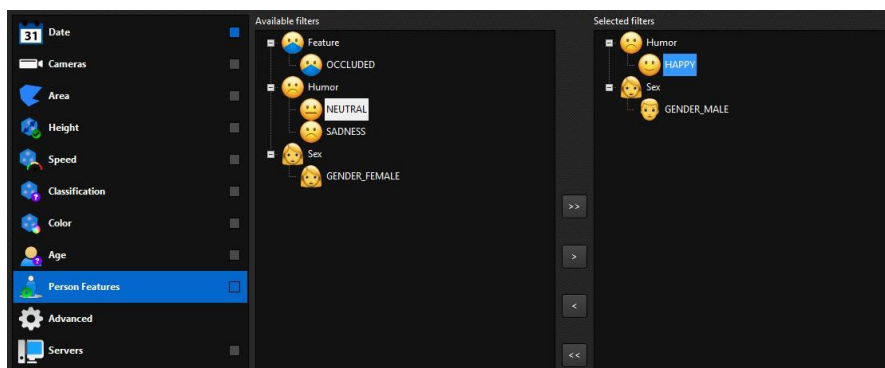 31 Date
Cameras
Area
Height
Speed
Classification
Color
Age
Person Features
Advanced
Servers
Available filters
Feature
OCCLUDED
Humor
NEUTRAL
SADNESS
Sex
GENDER_FEMALE
>>
>
<
<<
Selected filters
Humor
HAPPY
Sex
GENDER_MALE